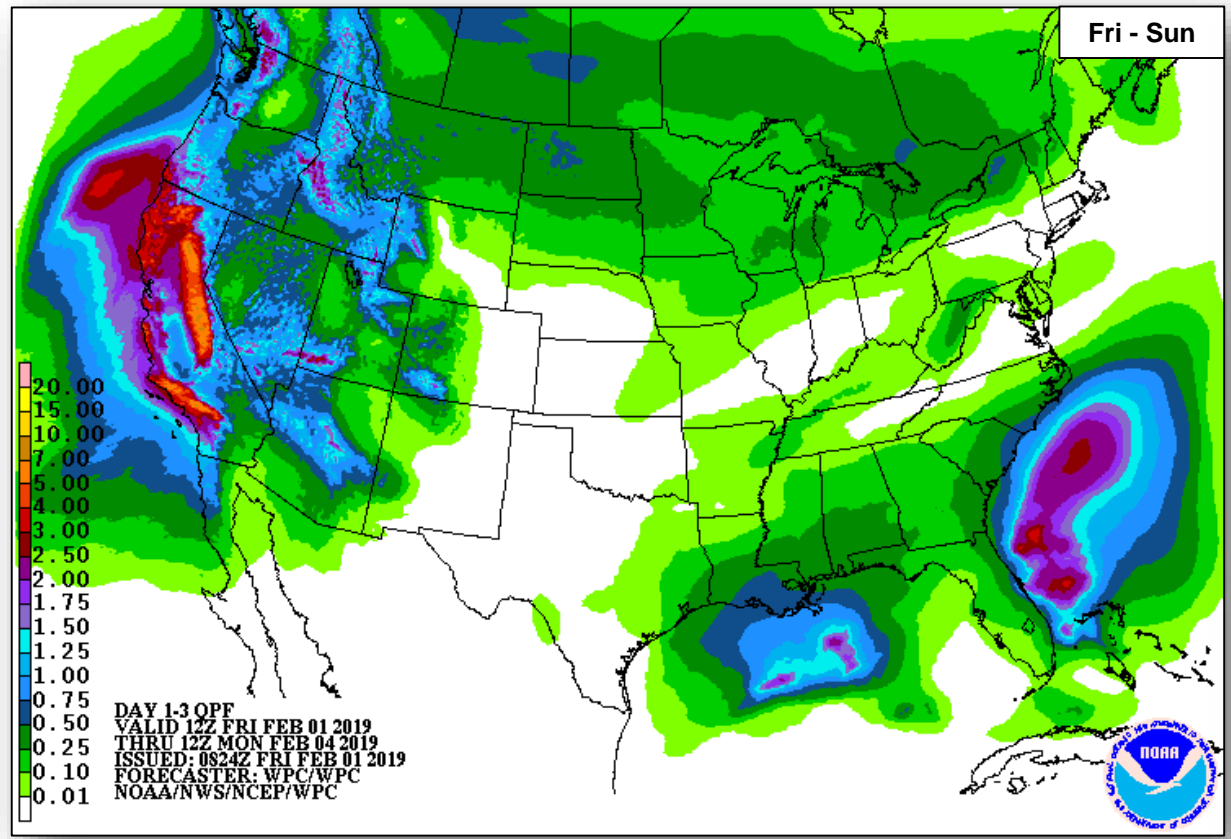 Fri - Sun
20.00
15.00
10.00
7.00
5.00
4.00
3.00
2.50
2.00
1.75
1.50
1.25
1.00
0.75
0.50
0.25
0.10
0.01
DAY 1-3 QPF
VALID 12Z FRI FEB 01 2019
THRU 12Z MON FEB 04 2019
ISSUED: 0824Z FRI FEB 01 2019
FORECASTER: WPC/WPC
NOAA/NWS/NCEP/WPC
NOAA